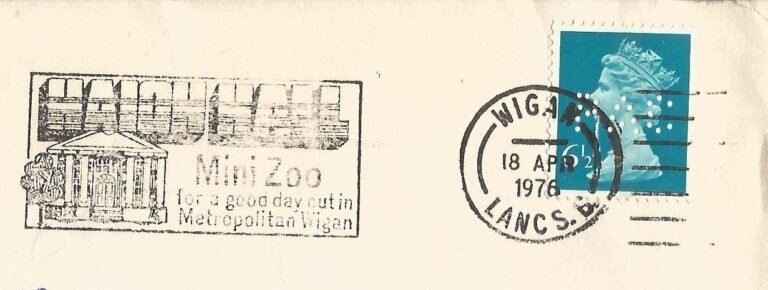 HAIGH HALL
Mini Zoo
for a good day out in
Metropolitan Wigan
WIGAN
18 APR
1976
LANCS. B.
6½